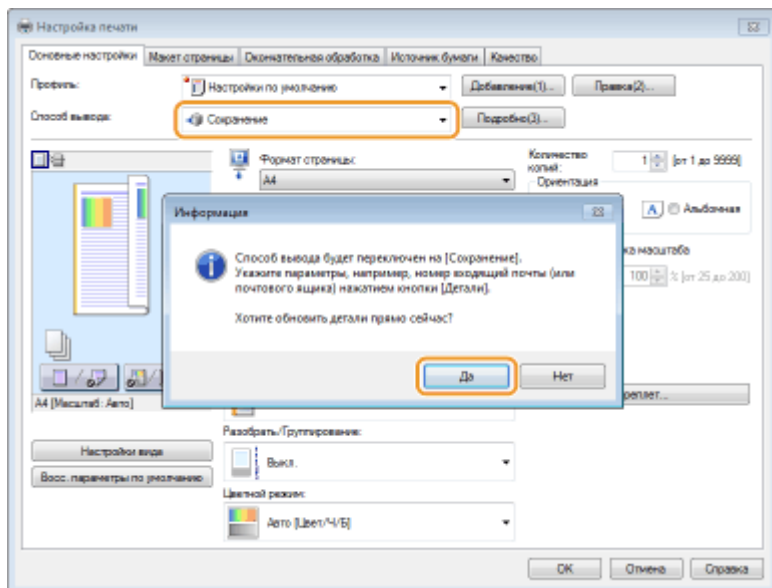 Настройка печати
Основные настройки Макет страницы Окончательная обработка Источник бумаги Качество
Профиль: Настройки по умолчанию Добавление(1)... Правка(2)...
Способ вывода: Сохранение Подробно(3)...
Формат страницы:
A4
Количество копий: 1 [от 1 до 9999]
Ориентация
A Альбомная
Информация
Способ вывода будет переключен на [Сохранение].
Укажите параметры, например, номер входящий почты (или
почтового ящика) нажатием кнопки [Детали].
Хотите обновить детали прямо сейчас?
Да Нет
ка масштаба
100 % [от 25 до 200]
A4 [Масштаб: Авто]
реплет...
Настройки вида
Восс. параметры по умолчанию
Разобрать/Группирование:
Выкл.
Цветной режим:
Авто [Цвет/Ч/Б]
OK Отмена Справка